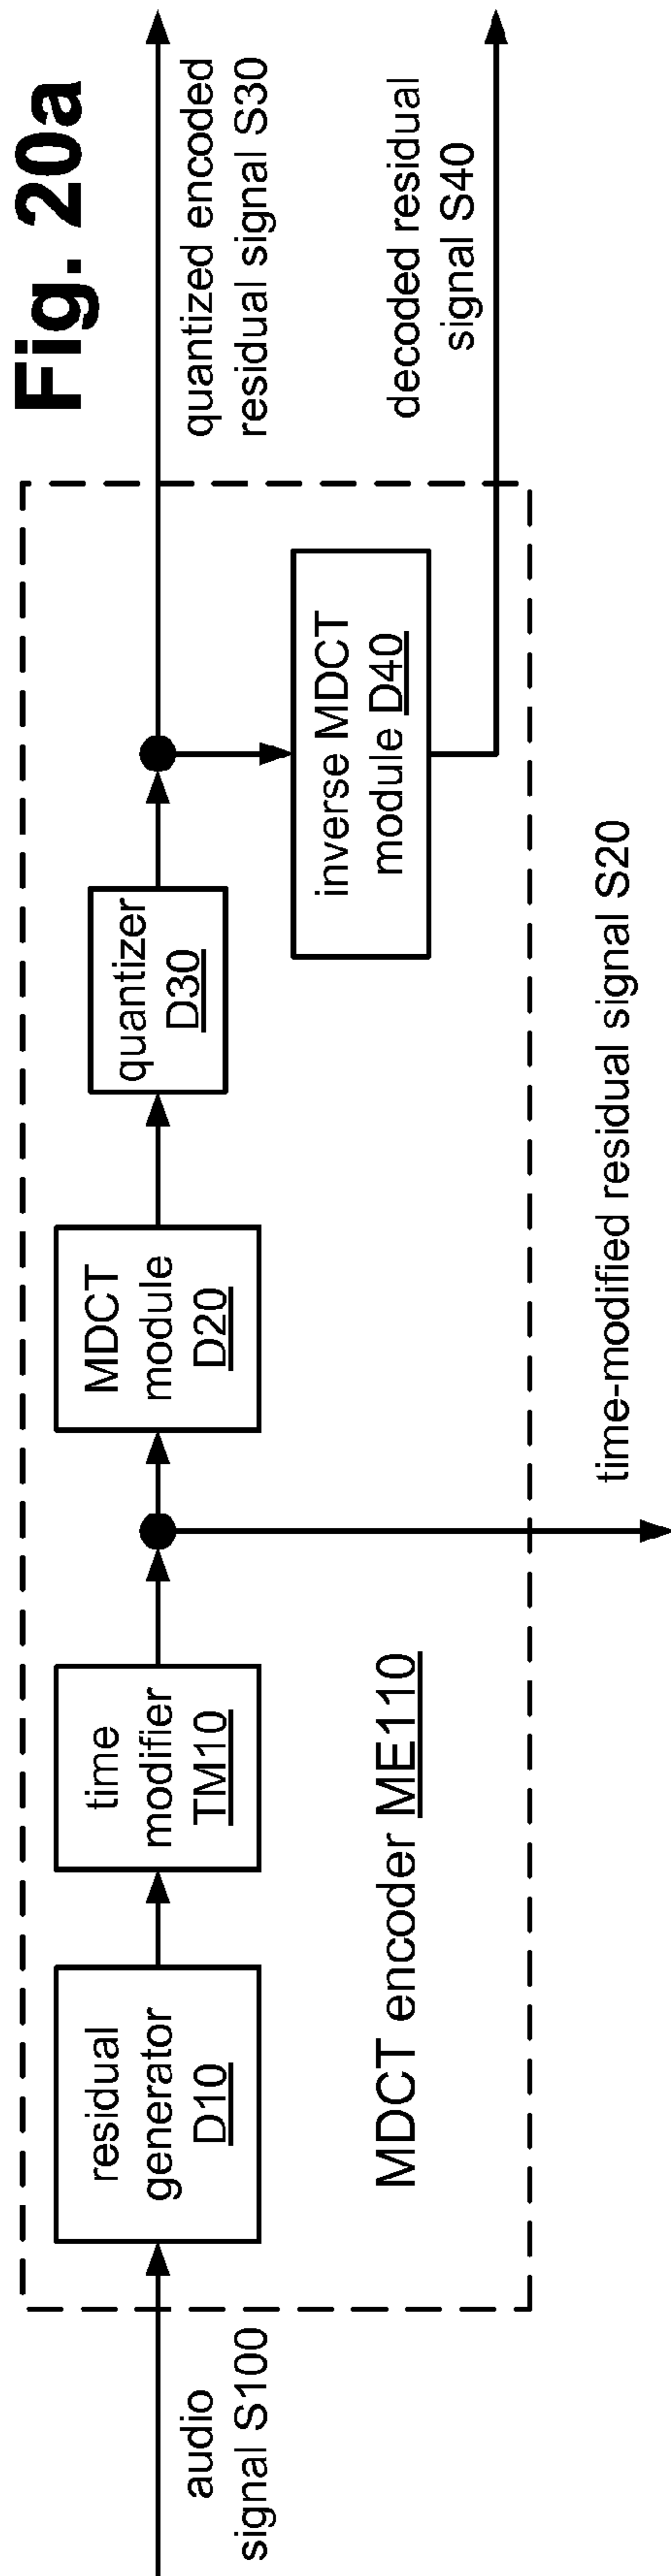 Fig. 20a
audio
signal S100
residual
generator
D10
time
modifier
TM10
MDCT
module
D20
quantizer
D30
quantized encoded
residual signal S30
inverse MDCT
module D40
decoded residual
signal S40
MDCT encoder ME110
time-modified residual signal S20